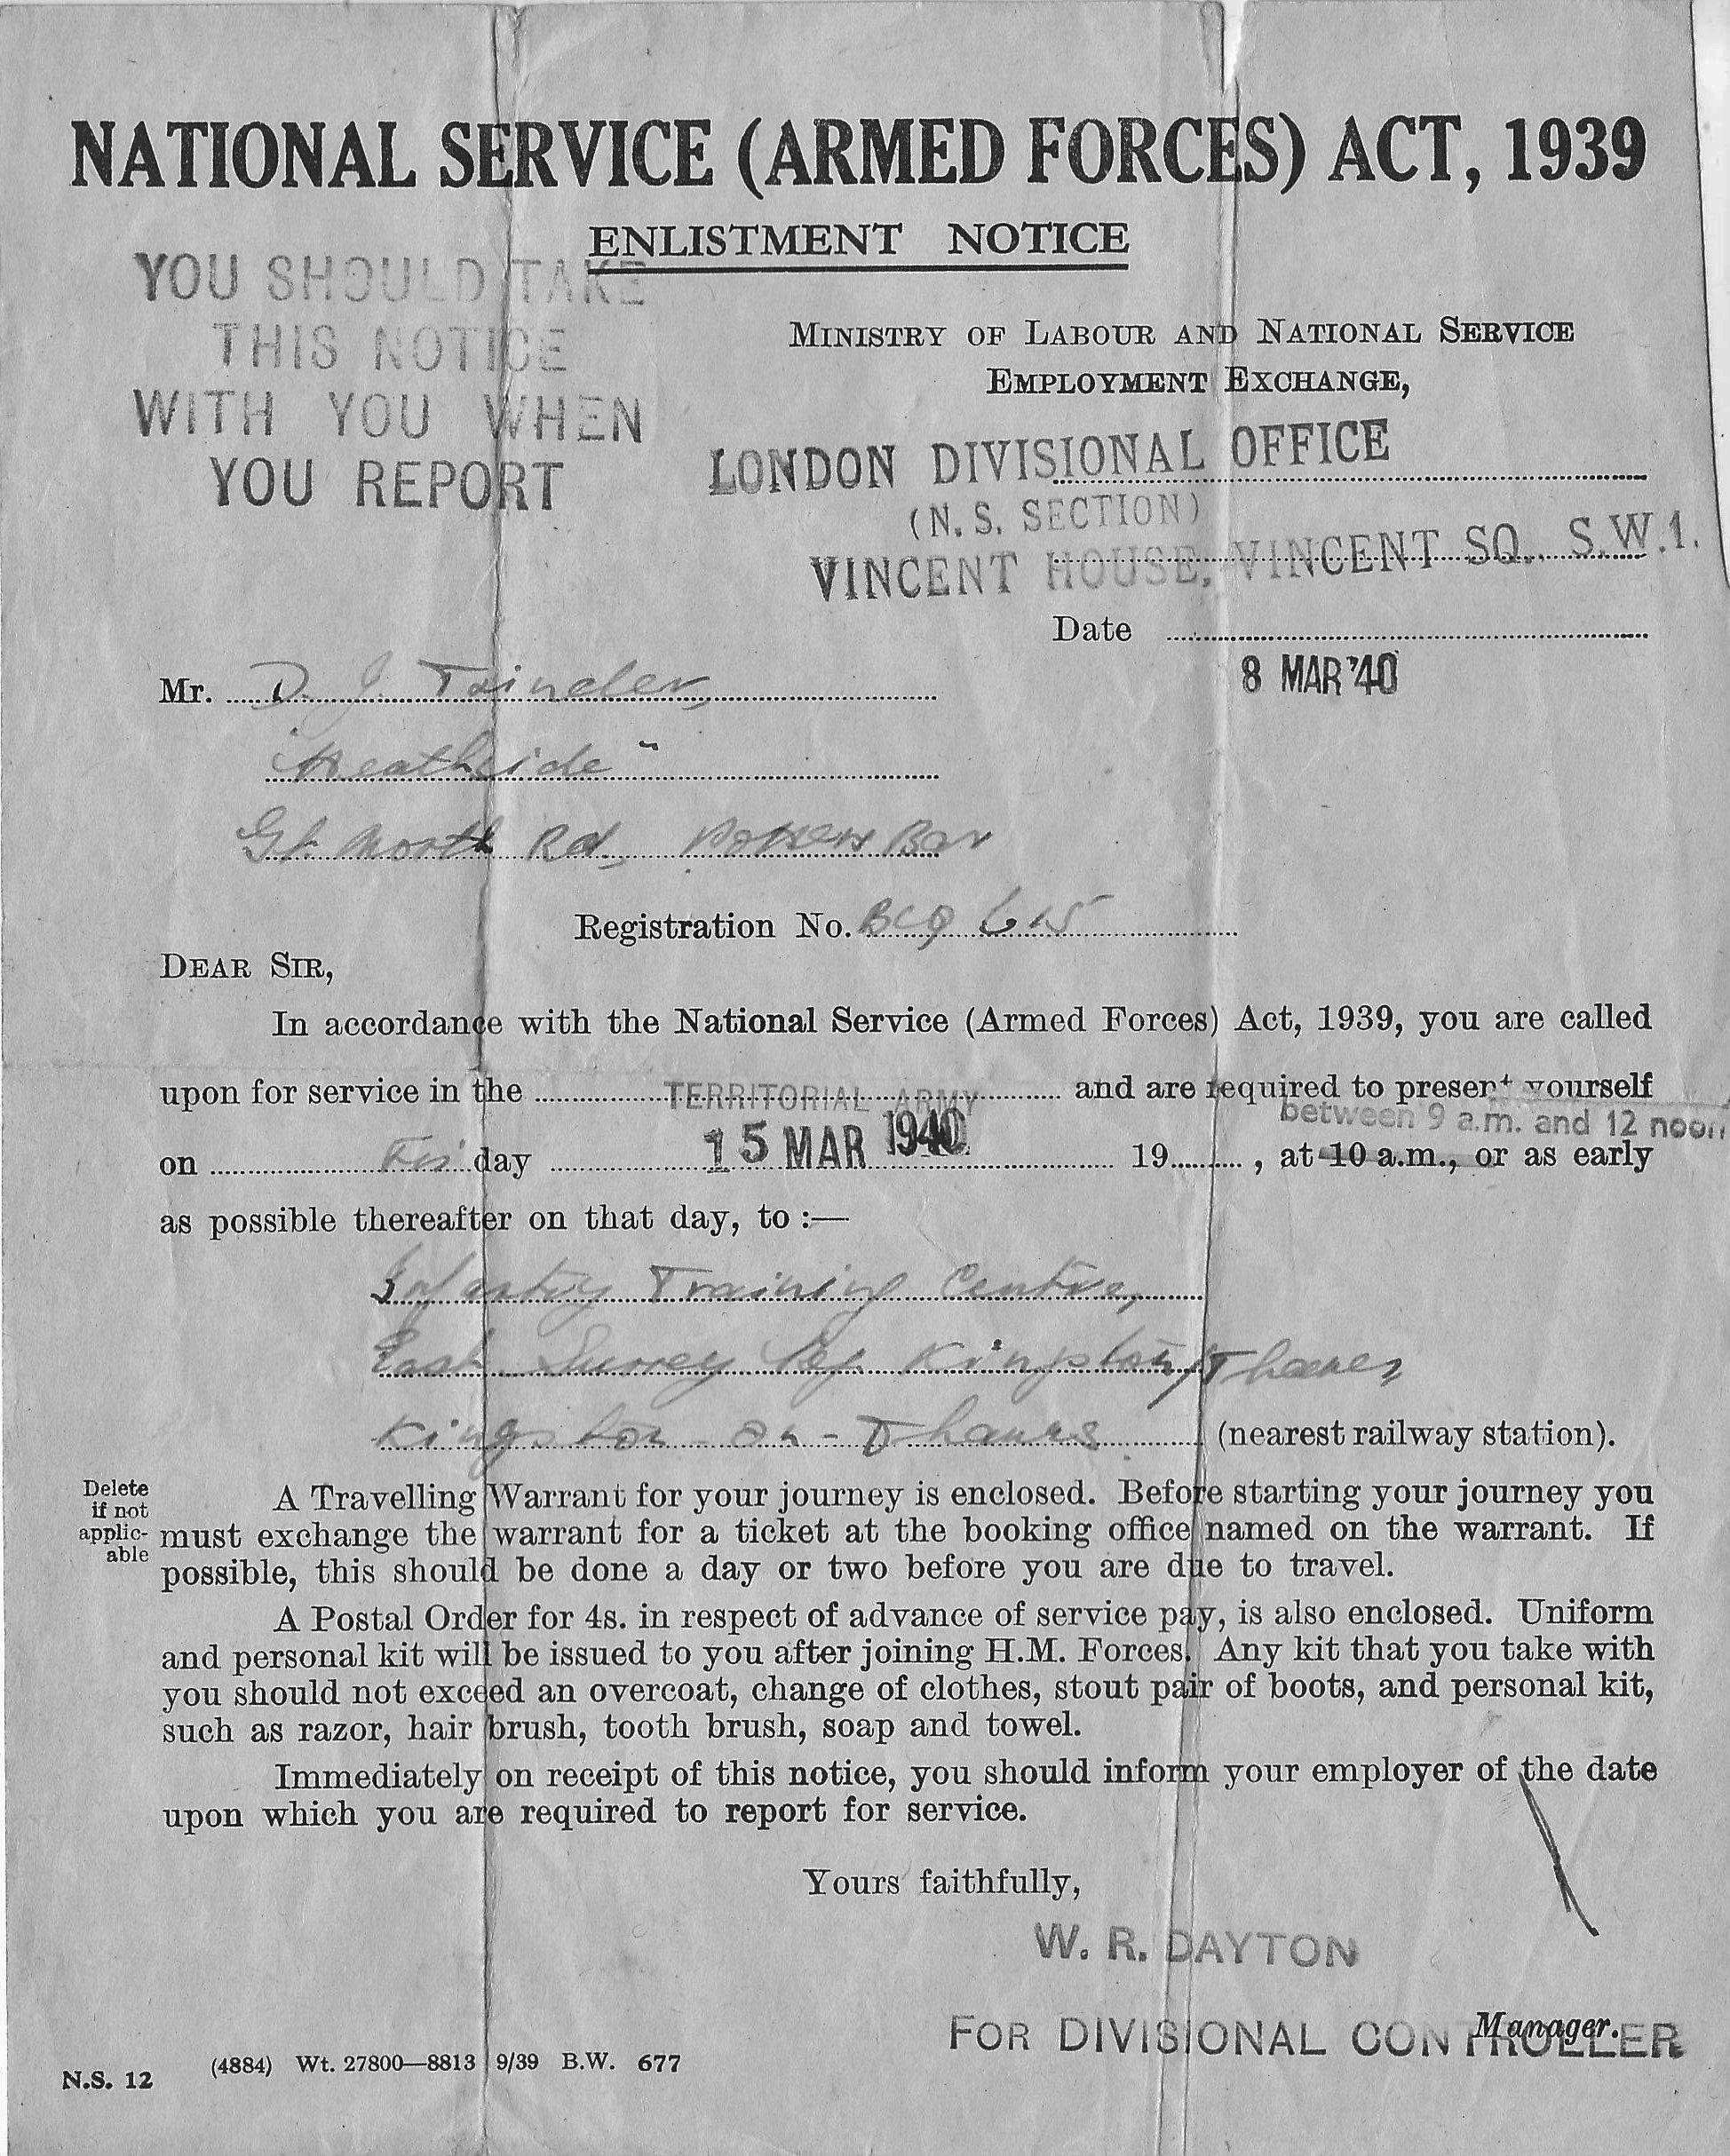 NATIONAL SERVICE (ARMED FORCES) ACT, 1939
ENLISTMENT NOTICE
YOU SHOULD TAKE
THIS NOTICE
WITH YOU WHEN
YOU REPORT
MINISTRY OF LABOUR AND NATIONAL SERVICE
EMPLOYMENT EXCHANGE,
LONDON DIVISIONAL OFFICE
(N. S. SECTION)
VINCENT HOUSE, VINCENT SQ., S.W.1.
Date
8 MAR '40
Mr. D. J.
"Heathside"
Gt. North Rd, Potters Bar
Registration No. BCQ 615
DEAR SIR,
In accordance with the National Service (Armed Forces) Act, 1939, you are called
upon for service in the TERRITORIAL ARMY and are required to present yourself
between 9 a.m. and 12 noon
on Fri day 15 MAR 1940 19 , at 10 a.m., or as early
as possible thereafter on that day, to :—
Infantry Training Centre,
East Surrey Kingston/Thames
Kingston-on-Thames (nearest railway station).
Delete
if not
applic-
able
A Travelling Warrant for your journey is enclosed. Before starting your journey you
must exchange the warrant for a ticket at the booking office named on the warrant. If
possible, this should be done a day or two before you are due to travel.
A Postal Order for 4s. in respect of advance of service pay, is also enclosed. Uniform
and personal kit will be issued to you after joining H.M. Forces. Any kit that you take with
you should not exceed an overcoat, change of clothes, stout pair of boots, and personal kit,
such as razor, hair brush, tooth brush, soap and towel.
Immediately on receipt of this notice, you should inform your employer of the date
upon which you are required to report for service.
Yours faithfully,
W. R. DAYTON
Manager.
FOR DIVISIONAL CONTROLLER
N.S. 12 (4884) Wt. 27800—8813 9/39 B.W. 677